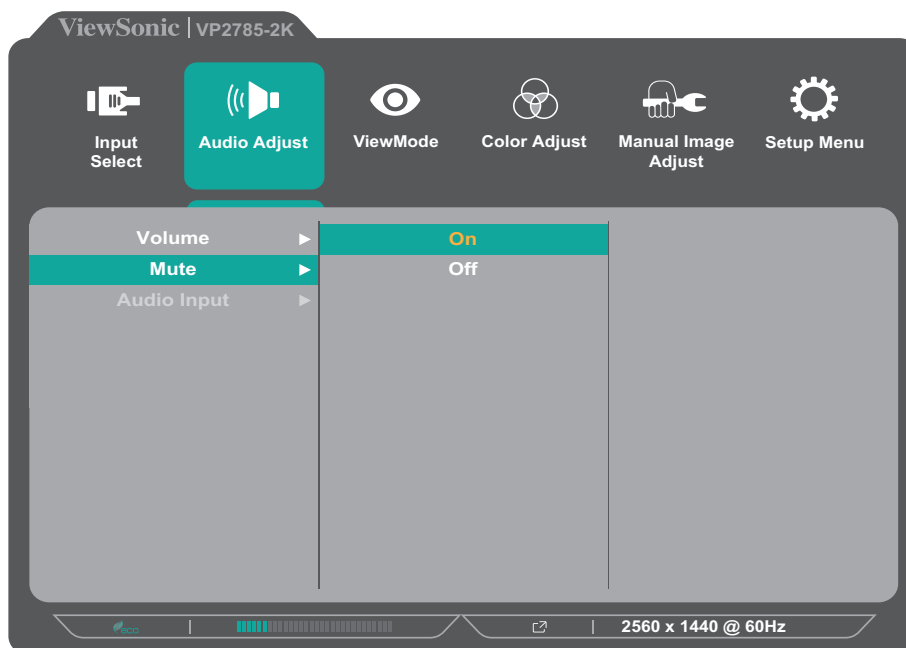 ViewSonic | VP2785-2K
Input Select
Audio Adjust
ViewMode
Color Adjust
Manual Image Adjust
Setup Menu
Volume ▶
On
Mute ▶
Off
Audio Input ▶
eco | 2560 x 1440 @ 60Hz